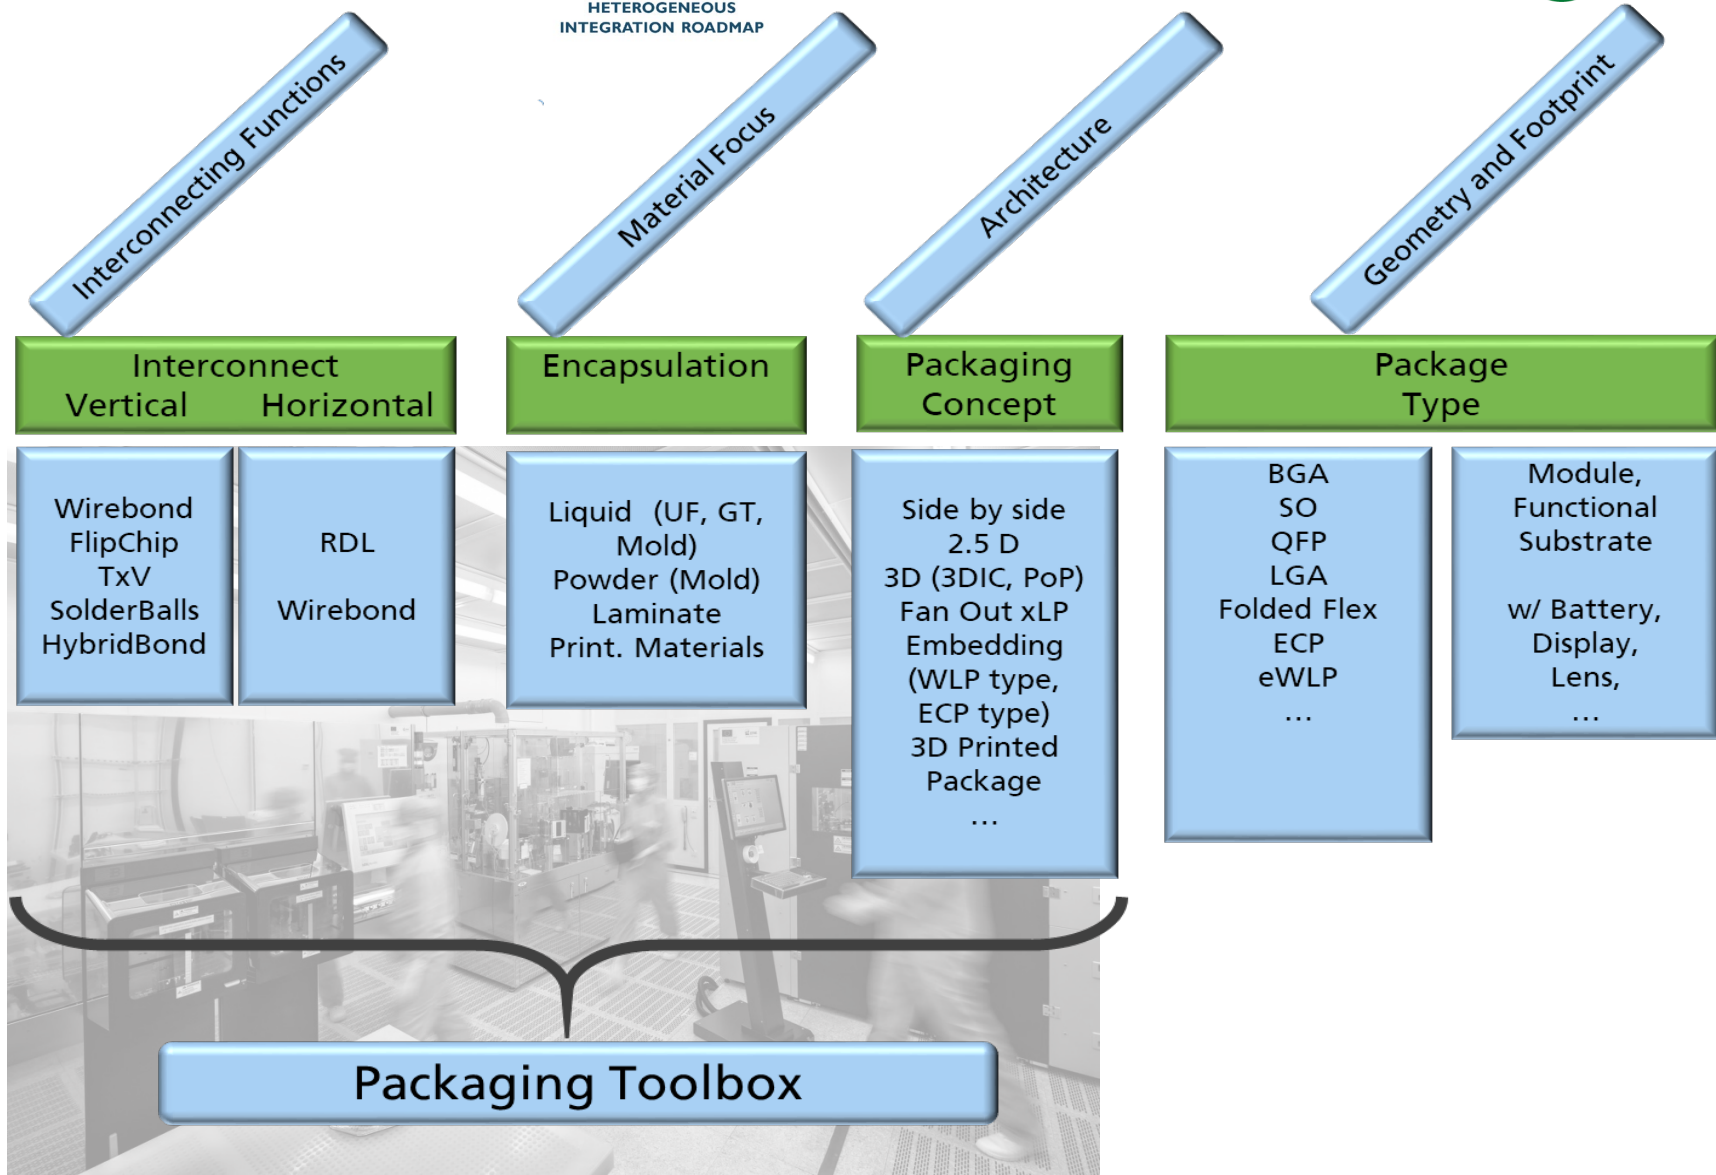 HETEROGENEOUS
INTEGRATION ROADMAP
Interconnecting Functions
Material Focus
Architecture
Geometry and Footprint
Interconnect
Vertical Horizontal
Encapsulation
Packaging
Concept
Package
Type
Wirebond
FlipChip
TxV
SolderBalls
HybridBond
RDL
Wirebond
Liquid (UF, GT,
Mold)
Powder (Mold)
Laminate
Print. Materials
Side by side
2.5 D
3D (3DIC, PoP)
Fan Out xLP
Embedding
(WLP type,
ECP type)
3D Printed
Package
...
BGA
SO
QFP
LGA
Folded Flex
ECP
eWLP
...
Module,
Functional
Substrate
w/ Battery,
Display,
Lens,
...
Packaging Toolbox